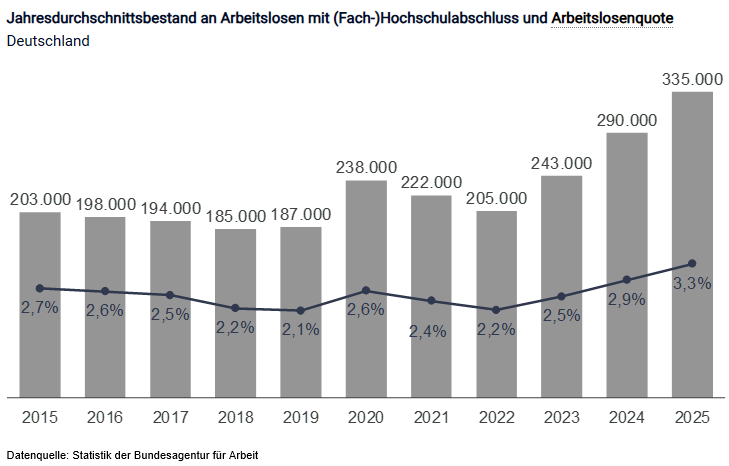 Jahresdurchschnittsbestand an Arbeitslosen mit (Fach-)Hochschulabschluss und Arbeitslosenquote
Deutschland
203.000 198.000 194.000 185.000 187.000 238.000 222.000 205.000 243.000 290.000 335.000
2,7% 2,6% 2,5% 2,2% 2,1% 2,6% 2,4% 2,2% 2,5% 2,9% 3,3%
2015 2016 2017 2018 2019 2020 2021 2022 2023 2024 2025
Datenquelle: Statistik der Bundesagentur für Arbeit